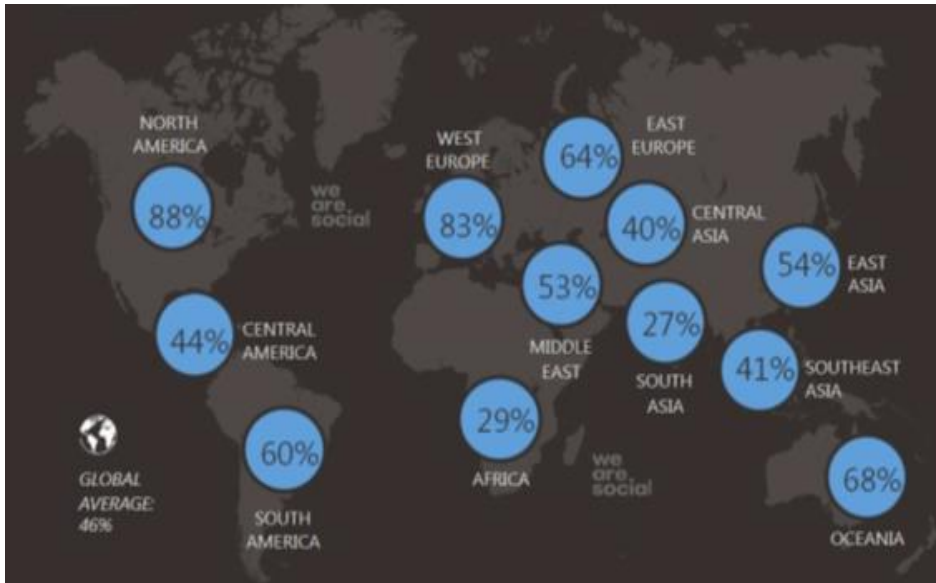 NORTH
AMERICA
88%
we
are
social
WEST
EUROPE
83%
64%
EAST
EUROPE
40%
CENTRAL
ASIA
54%
EAST
ASIA
53%
MIDDLE
EAST
27%
SOUTH
ASIA
44%
CENTRAL
AMERICA
41%
SOUTHEAST
ASIA
29%
AFRICA
60%
SOUTH
AMERICA
we
are
social
68%
OCEANIA
GLOBAL
AVERAGE:
46%